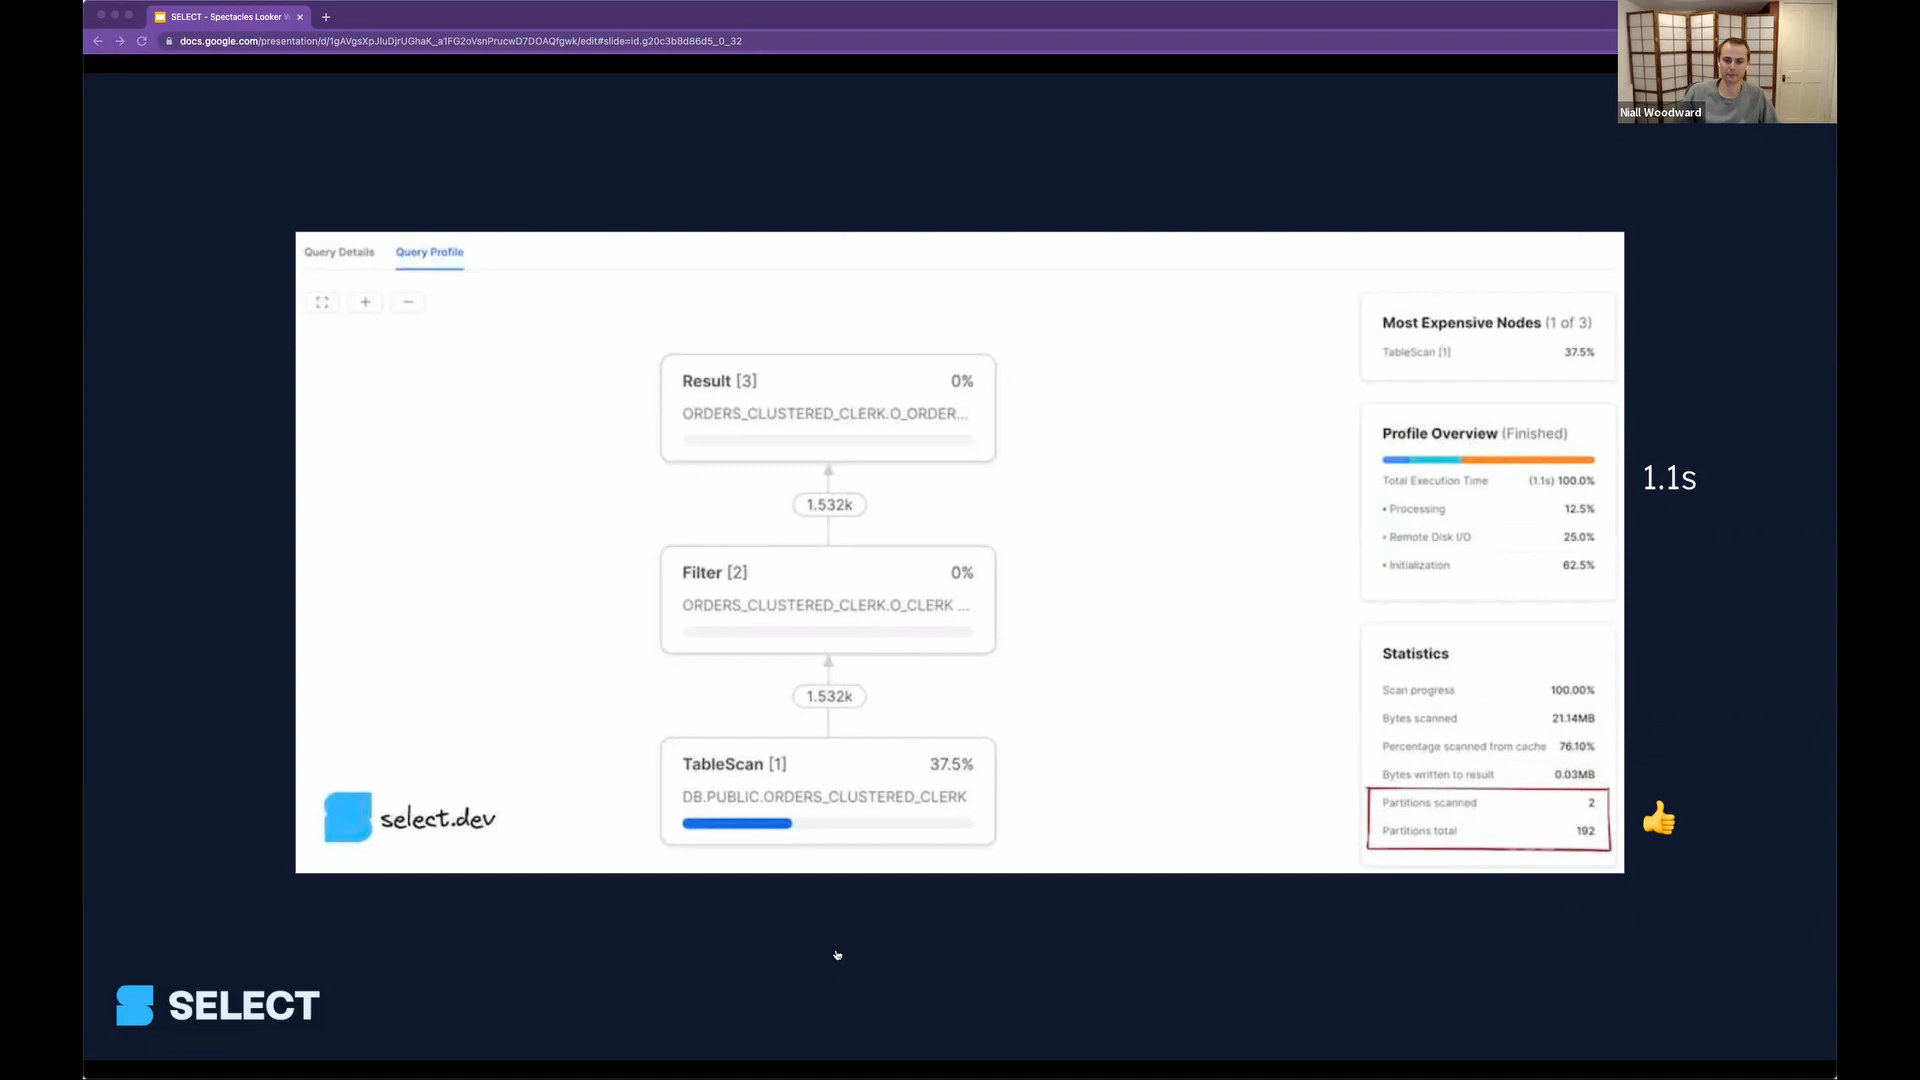 SELECT - Spectacles Looker
docs.google.com/presentation/d/1gAVgsXpJIuDjrUGhaK_a1FG2oVsnPrucwD7DOAQfgwk/edit#slide=id.g20c3b8d86d5_0_32
Niall Woodward
Query Details
Query Profile
Most Expensive Nodes (1 of 3)
TableScan [1] 37.5%
Result [3] 0%
ORDERS_CLUSTERED_CLERK.O_ORDER...
Profile Overview (Finished)
Total Execution Time (1.1s) 100.0%
1.1s
1.532k
• Processing 12.5%
• Remote Disk I/O 25.0%
• Initialization 62.5%
Filter [2] 0%
ORDERS_CLUSTERED_CLERK.O_CLERK ...
Statistics
Scan progress 100.00%
1.532k
Bytes scanned 21.14MB
Percentage scanned from cache 76.10%
Bytes written to result 0.03MB
TableScan [1] 37.5%
DB.PUBLIC.ORDERS_CLUSTERED_CLERK
Partitions scanned 2
Partitions total 192
select.dev
SELECT